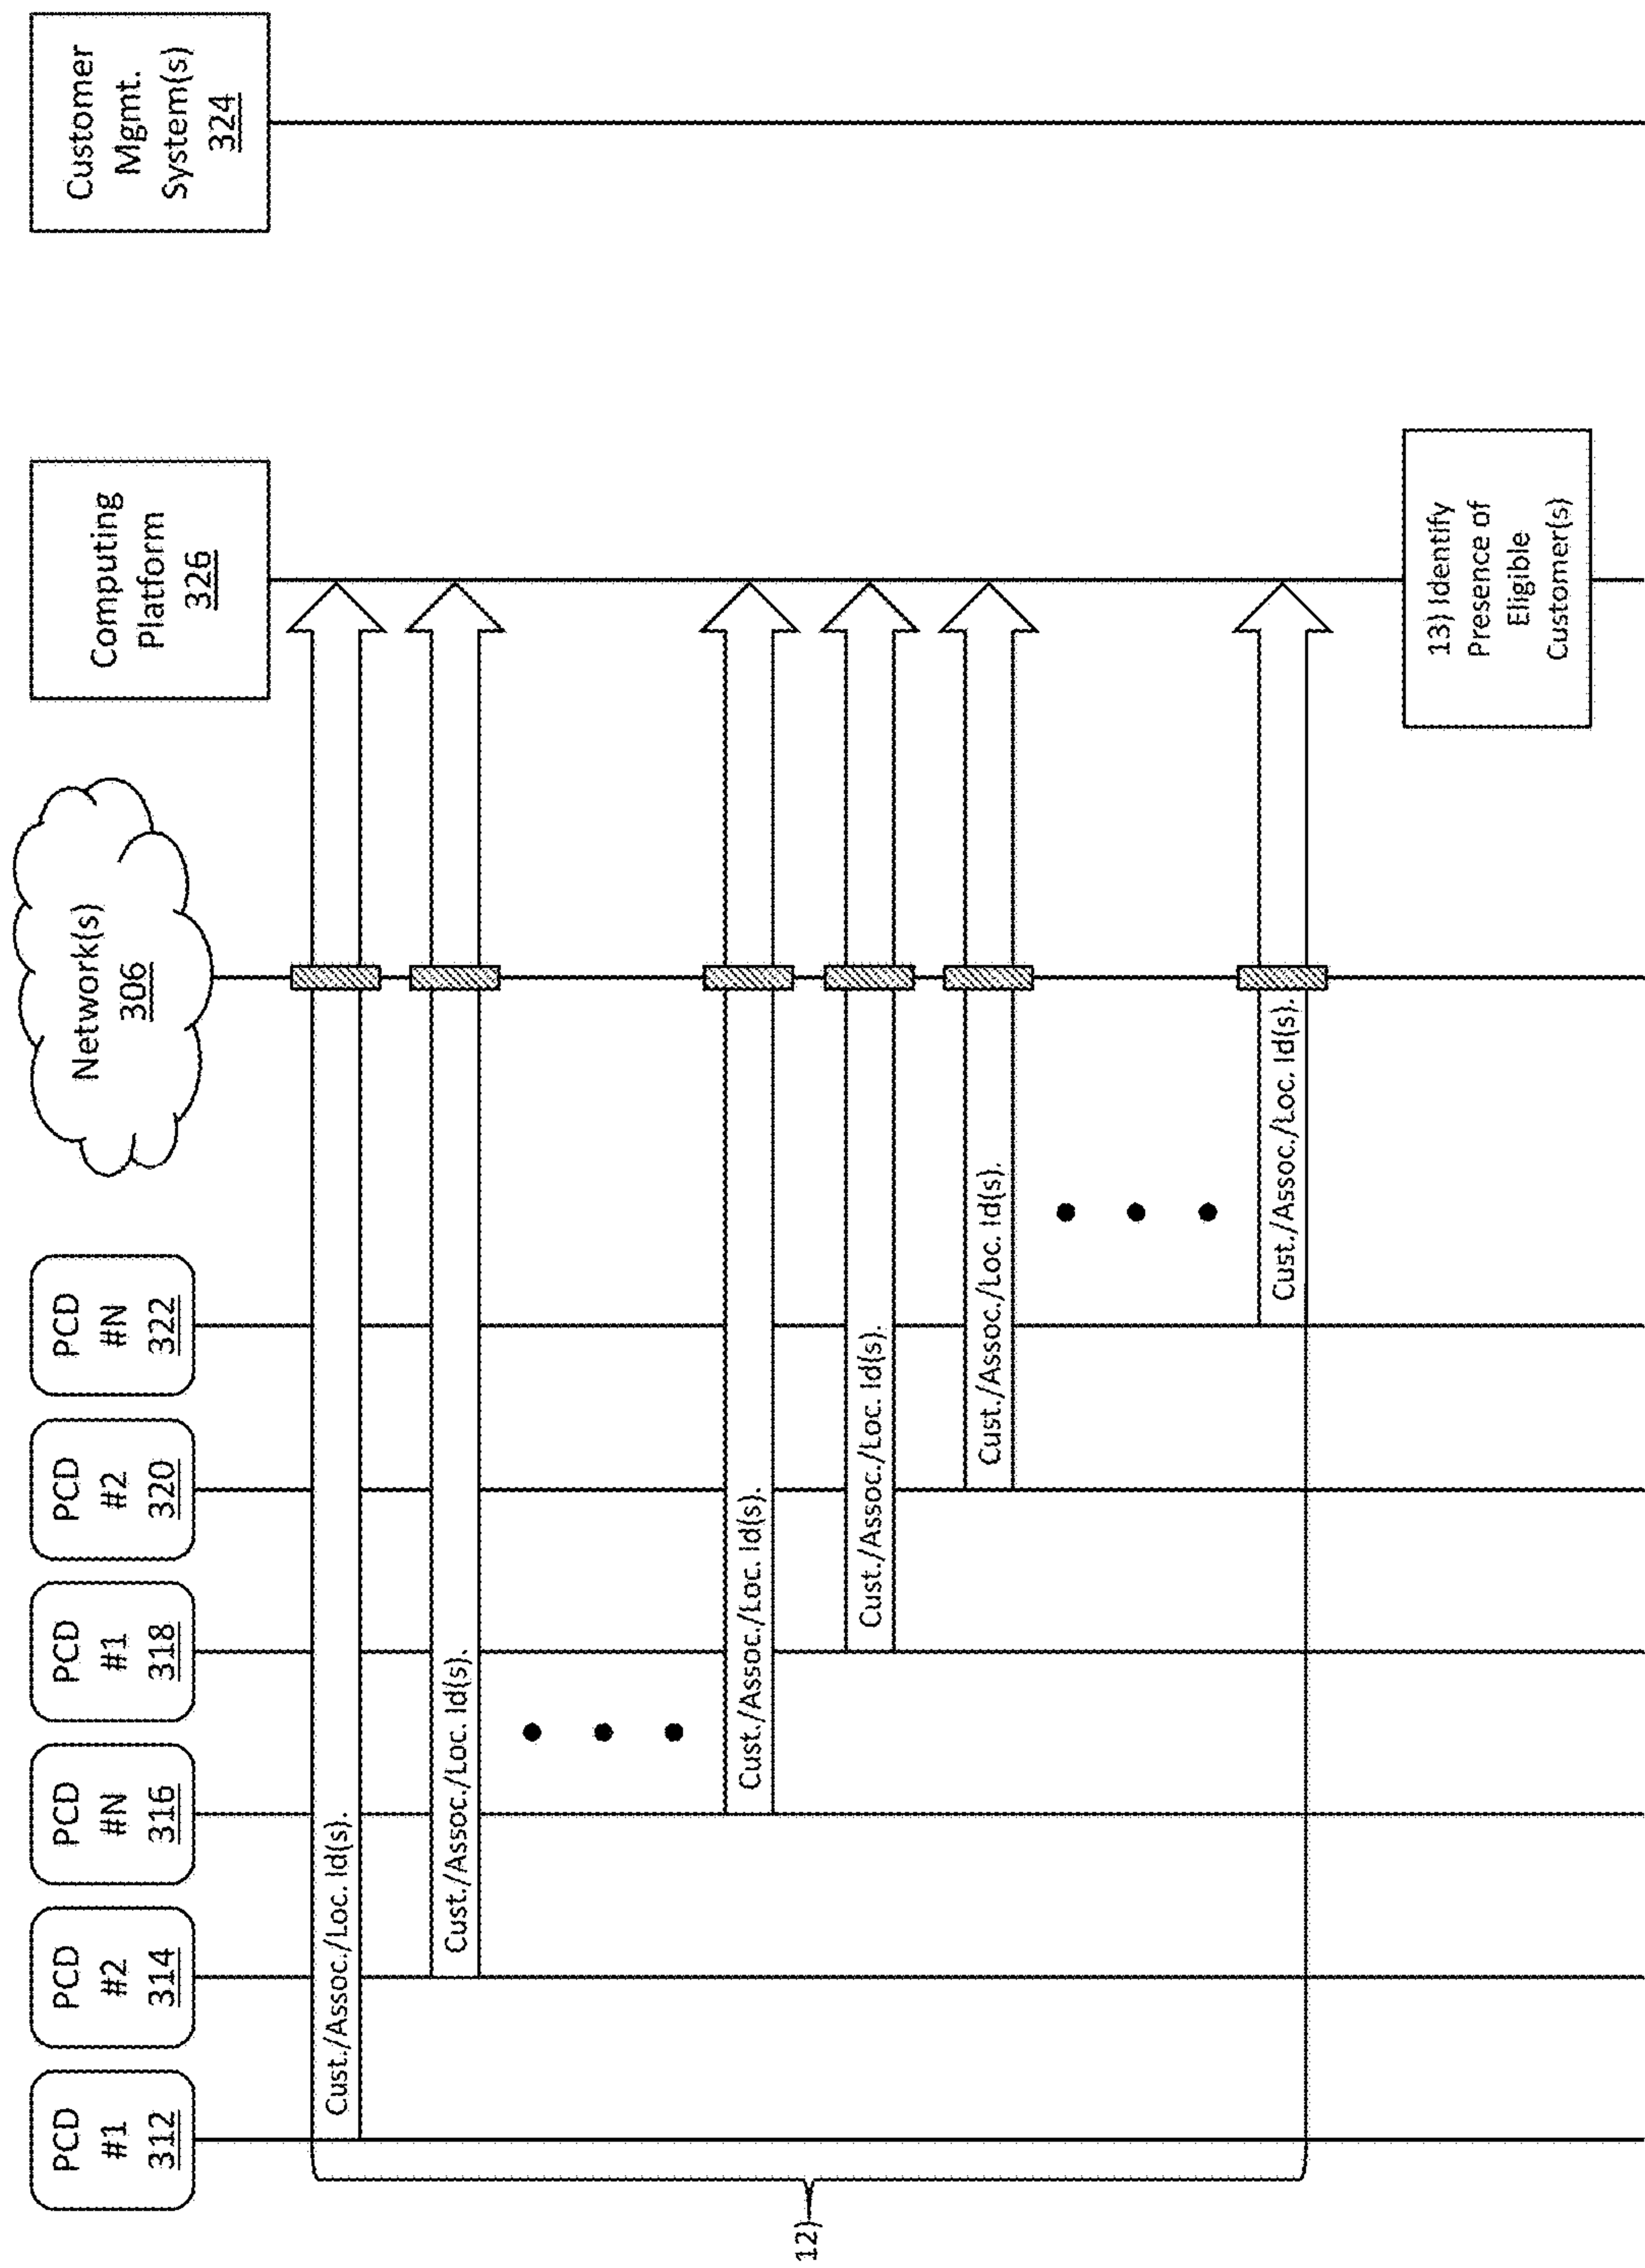 PCD
#1
312
PCD
#2
314
PCD
#N
316
PCD
#1
318
PCD
#2
320
PCD
#N
322
Network(s)
306
Computing
Platform
326
Customer
Mgmt.
System(s)
324
12)
Cust./Assoc./Loc. Id(s).
Cust./Assoc./Loc. Id(s).
Cust./Assoc./Loc. Id(s).
Cust./Assoc./Loc. Id(s).
Cust./Assoc./Loc. Id(s).
Cust./Assoc./Loc. Id(s).
13) Identify
Presence of
Eligible
Customer(s)